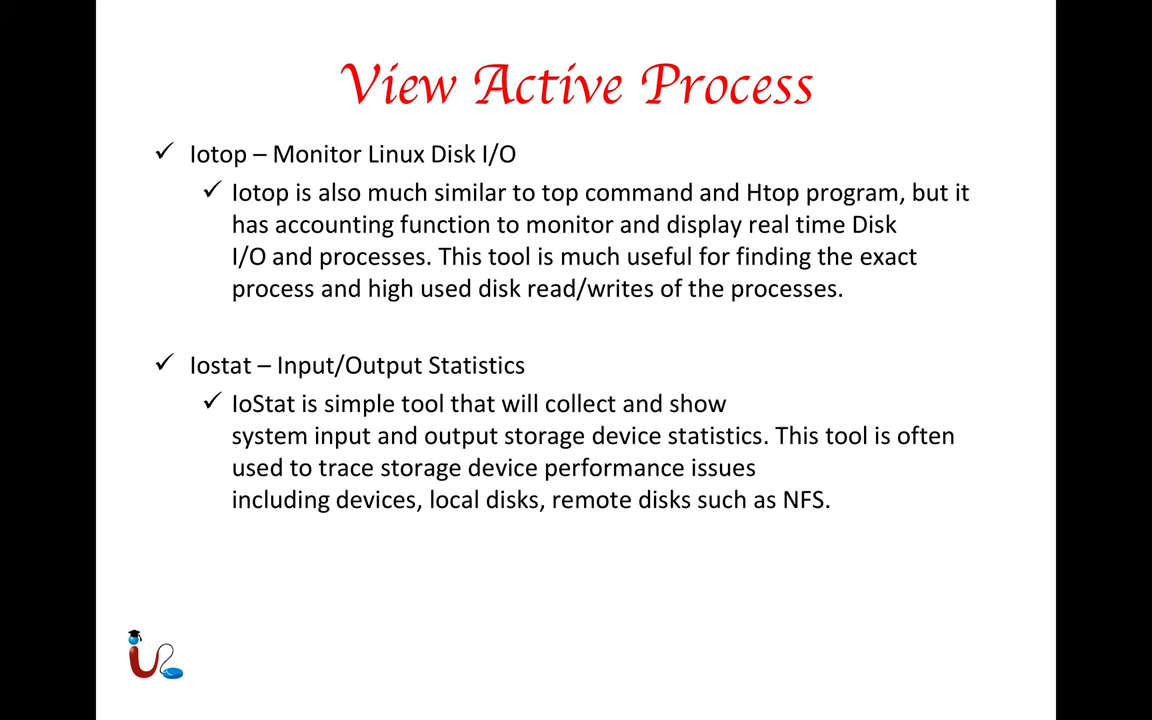 View Active Process
Iotop – Monitor Linux Disk I/O
Iotop is also much similar to top command and Htop program, but it
has accounting function to monitor and display real time Disk
I/O and processes. This tool is much useful for finding the exact
process and high used disk read/writes of the processes.
Iostat – Input/Output Statistics
IoStat is simple tool that will collect and show
system input and output storage device statistics. This tool is often
used to trace storage device performance issues
including devices, local disks, remote disks such as NFS.